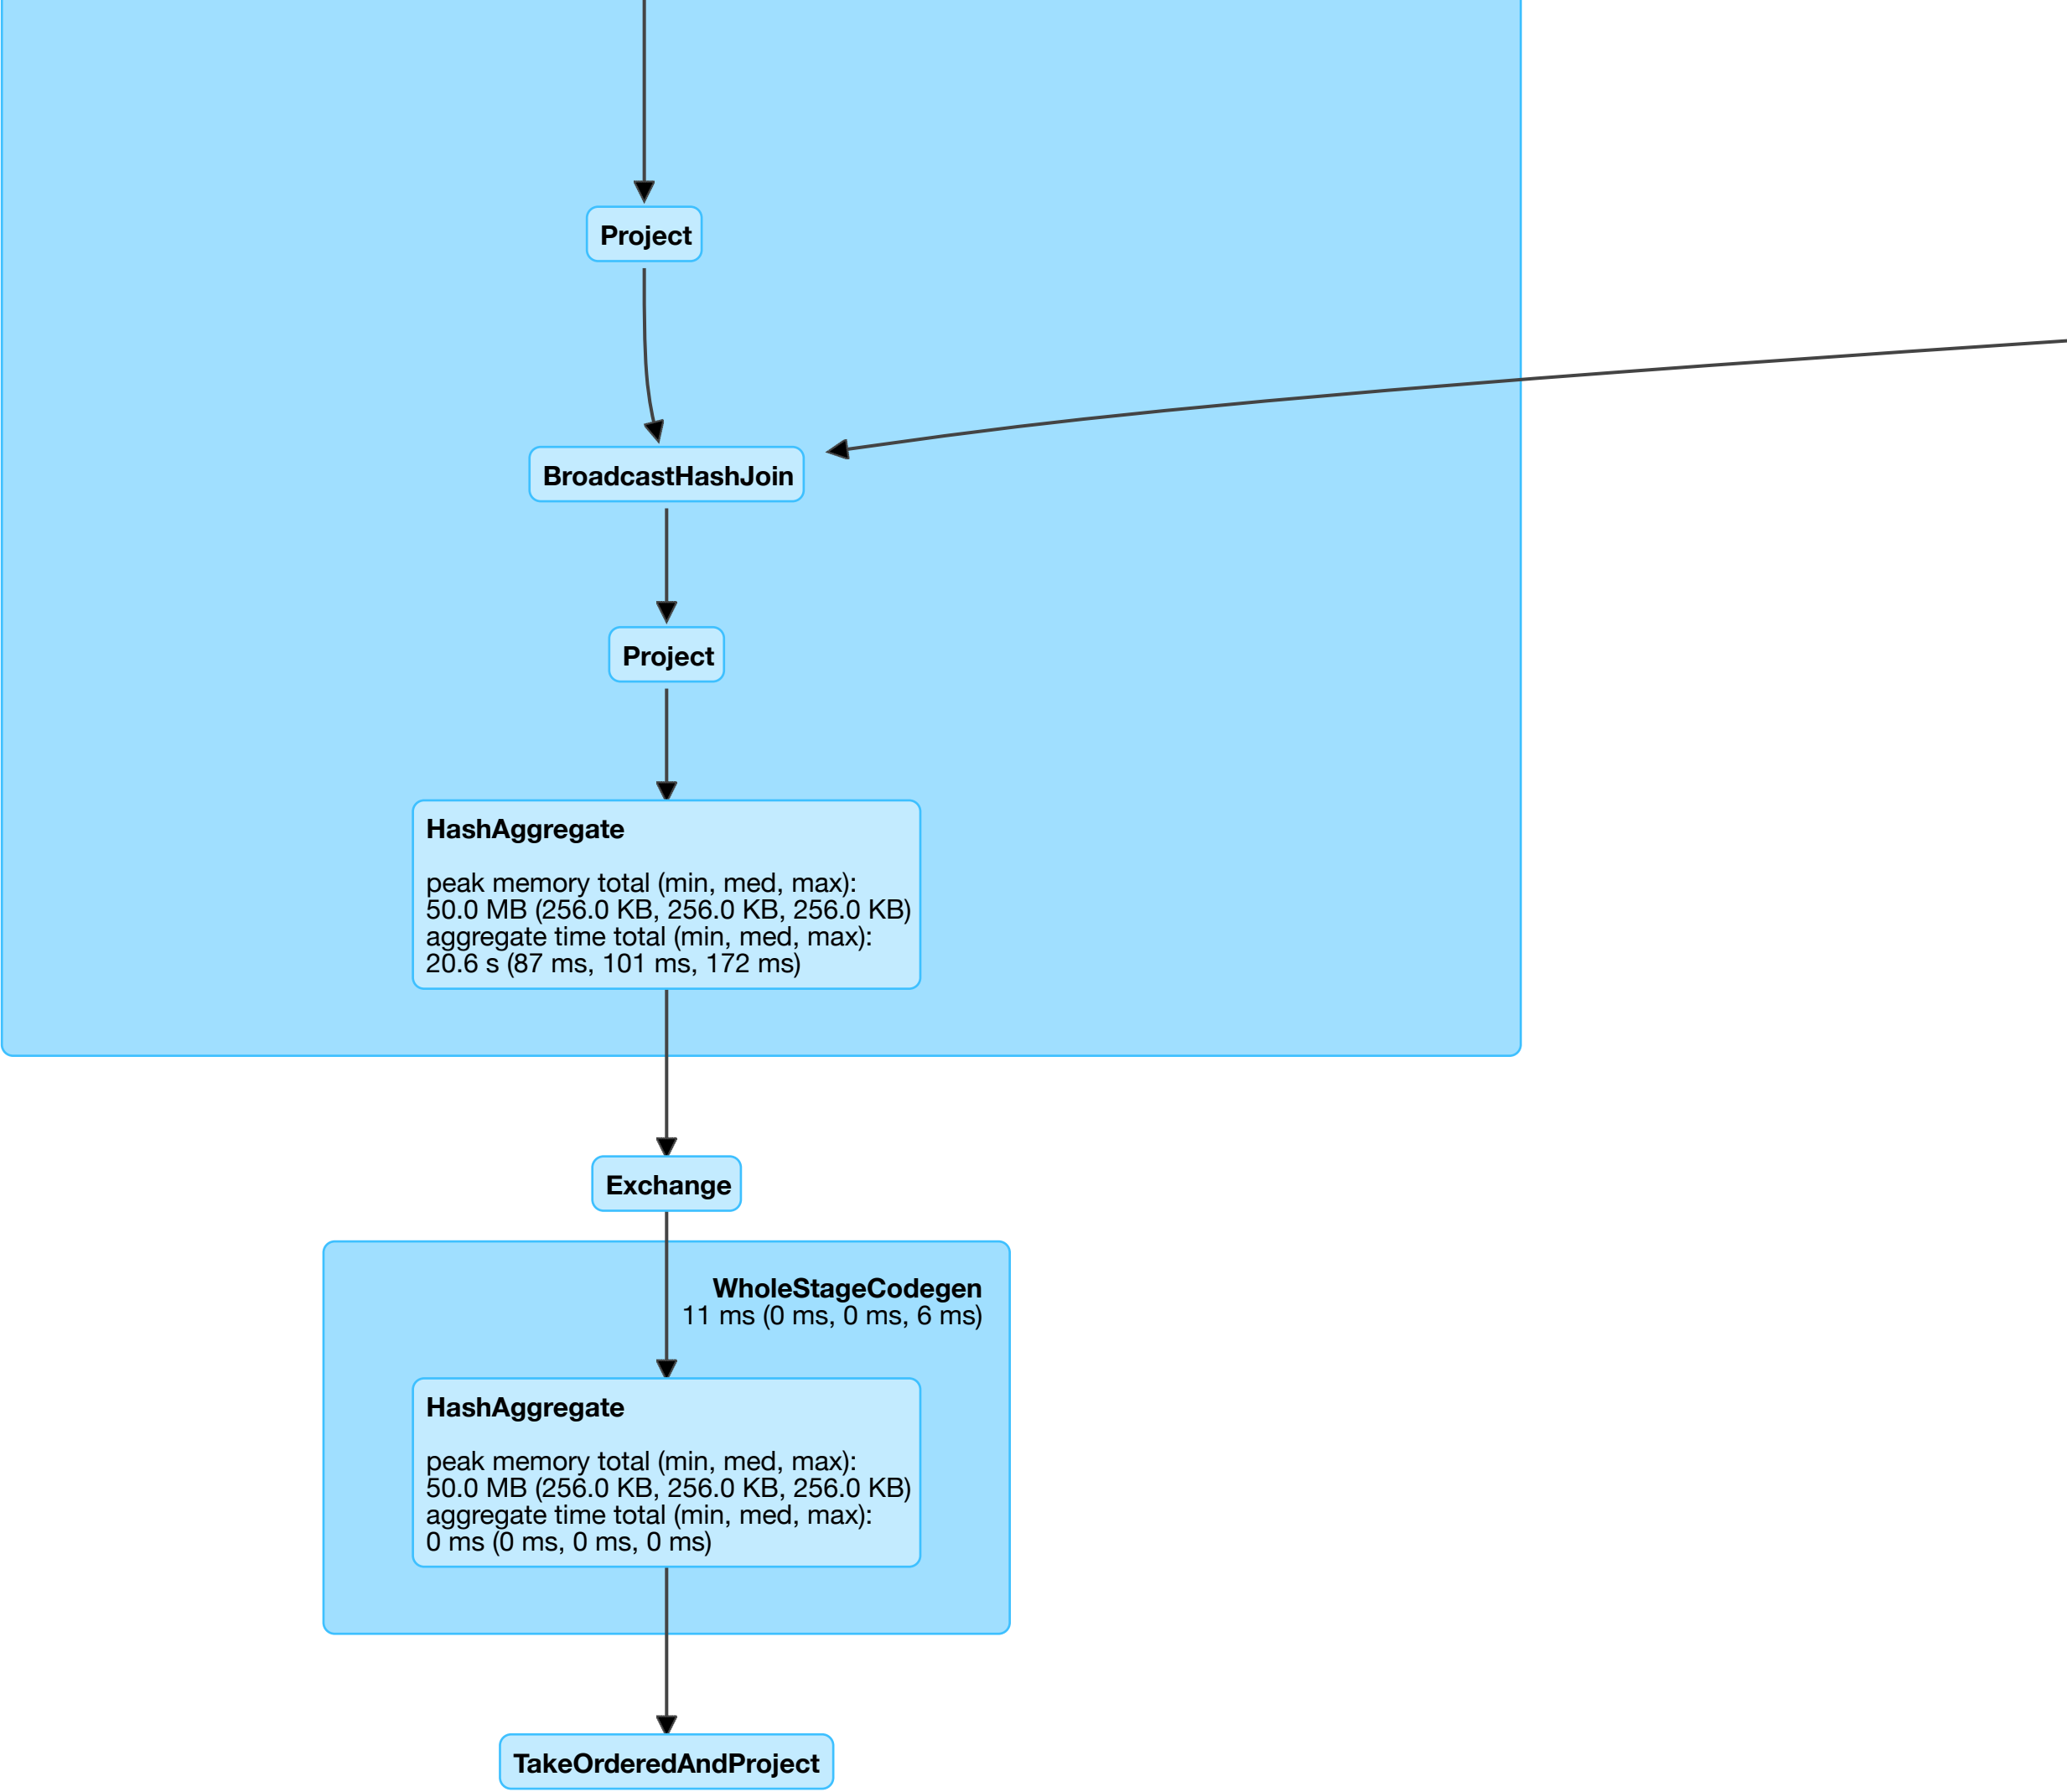 Project
BroadcastHashJoin
Project
HashAggregate
peak memory total (min, med, max):
50.0 MB (256.0 KB, 256.0 KB, 256.0 KB)
aggregate time total (min, med, max):
20.6 s (87 ms, 101 ms, 172 ms)
Exchange
WholeStageCodegen
11 ms (0 ms, 0 ms, 6 ms)
HashAggregate
peak memory total (min, med, max):
50.0 MB (256.0 KB, 256.0 KB, 256.0 KB)
aggregate time total (min, med, max):
0 ms (0 ms, 0 ms, 0 ms)
TakeOrderedAndProject